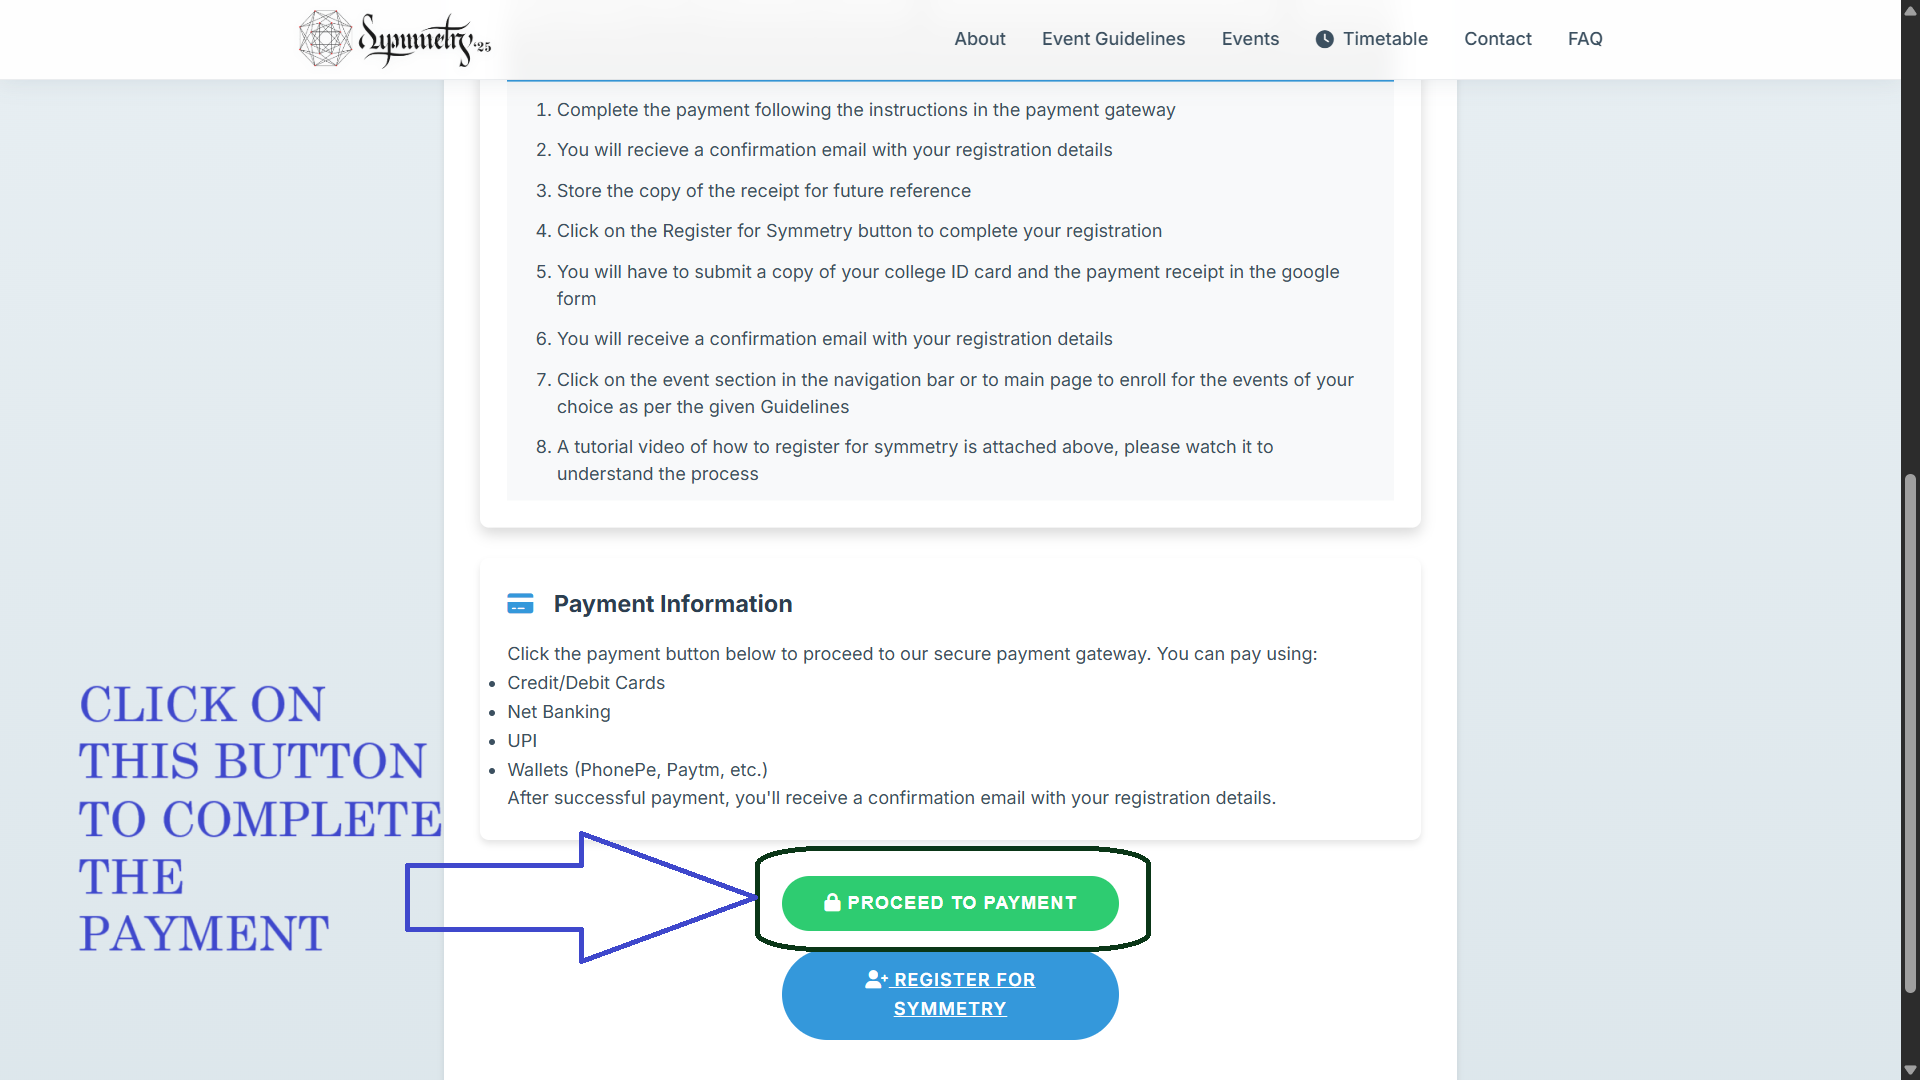 Symmetry '25
About Event Guidelines Events Timetable Contact FAQ
1. Complete the payment following the instructions in the payment gateway
2. You will recieve a confirmation email with your registration details
3. Store the copy of the receipt for future reference
4. Click on the Register for Symmetry button to complete your registration
5. You will have to submit a copy of your college ID card and the payment receipt in the google
form
6. You will receive a confirmation email with your registration details
7. Click on the event section in the navigation bar or to main page to enroll for the events of your
choice as per the given Guidelines
8. A tutorial video of how to register for symmetry is attached above, please watch it to
understand the process
Payment Information
Click the payment button below to proceed to our secure payment gateway. You can pay using:
• Credit/Debit Cards
• Net Banking
• UPI
• Wallets (PhonePe, Paytm, etc.)
After successful payment, you'll receive a confirmation email with your registration details.
CLICK ON
THIS BUTTON
TO COMPLETE
THE
PAYMENT
PROCEED TO PAYMENT
REGISTER FOR
SYMMETRY